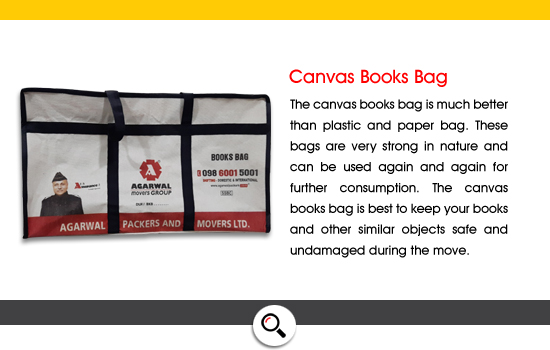 Canvas Books Bag
The canvas books bag is much better
than plastic and paper bag. These
bags are very strong in nature and
can be used again and again for
further consumption. The canvas
books bag is best to keep your books
and other similar objects safe and
undamaged during the move.
BOOKS BAG
098 6001 5001
AGARWAL
movers GROUP
AGARWAL PACKERS AND MOVERS LTD.